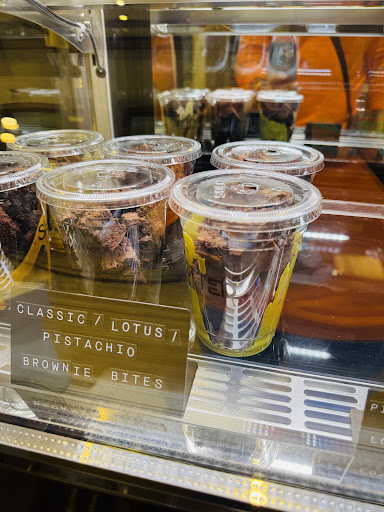 CLASSIC / LOTUS /
PISTACHIO
BROWNIE BITES